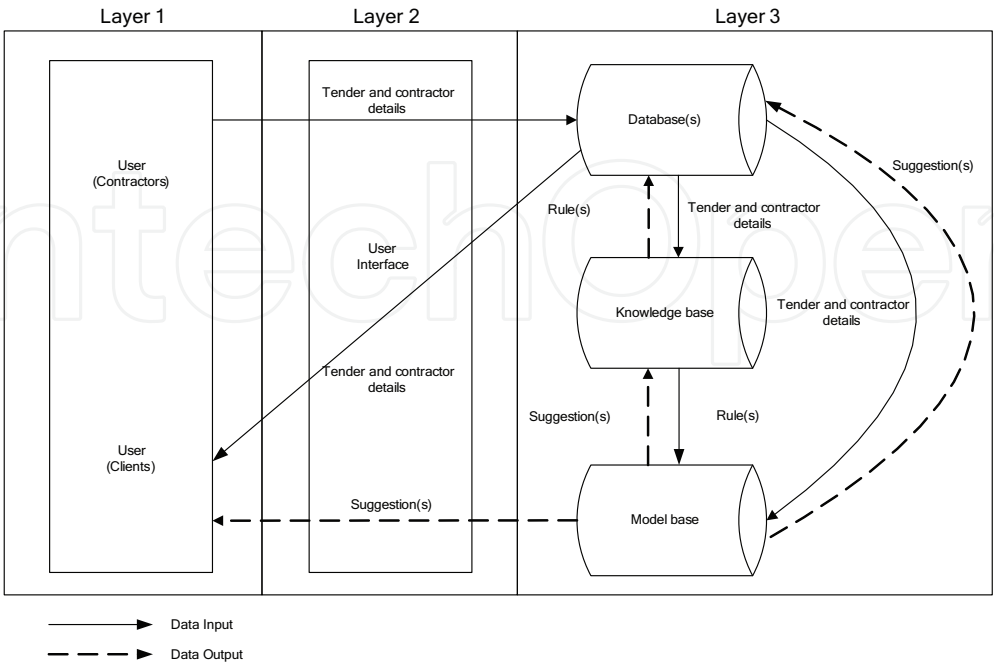 Layer 1
Layer 2
Layer 3
Tender and contractor
details
Database(s)
User
(Contractors)
Suggestion(s)
Rule(s)
Tender and contractor
details
User
Interface
Knowledge base
Tender and contractor
details
Tender and contractor
details
Suggestion(s)
Rule(s)
User
(Clients)
Suggestion(s)
Model base
Data Input
Data Output
ntechOpen